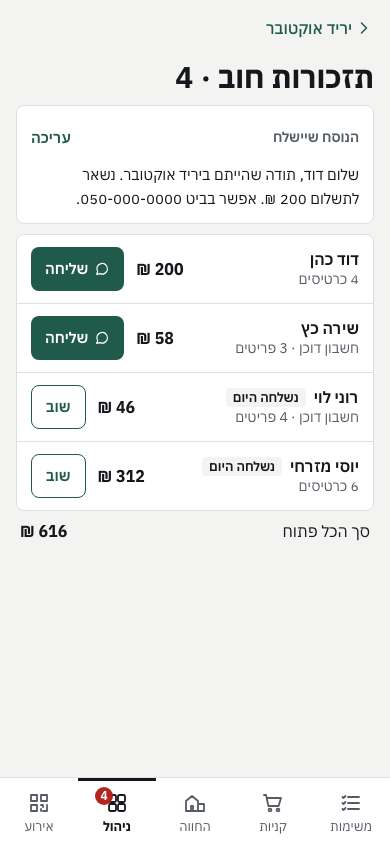 יריד אוקטובר
תזכורות חוב · 4
הנוסח שיישלח
עריכה
שלום דוד, תודה שהייתם ביריד אוקטובר. נשאר
לתשלום 200 ₪. אפשר בביט 050-000-0000.
דוד כהן
4 כרטיסים
200 ₪
שליחה
שירה כץ
חשבון דוכן · 3 פריטים
58 ₪
שליחה
רוני לוי נשלחה היום
חשבון דוכן · 4 פריטים
46 ₪
שוב
יוסי מזרחי נשלחה היום
6 כרטיסים
312 ₪
שוב
סך הכל פתוח
616 ₪
משימות
קניות
החווה
4
ניהול
אירוע